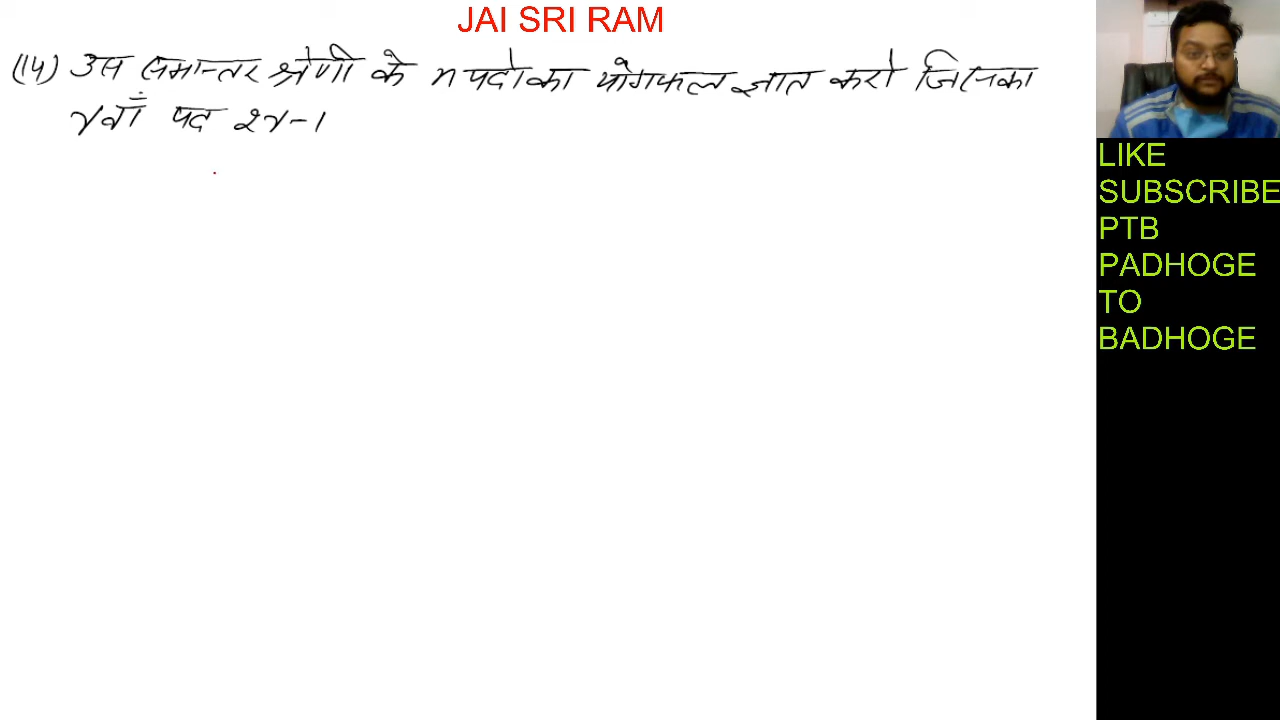 JAI SRI RAM
(14) उस समान्तर श्रेणी के n पदो का योगफल ज्ञात करो जिसका
rवाँ पद 2r-1
LIKE
SUBSCRIBE
PTB
PADHOGE
TO
BADHOGE